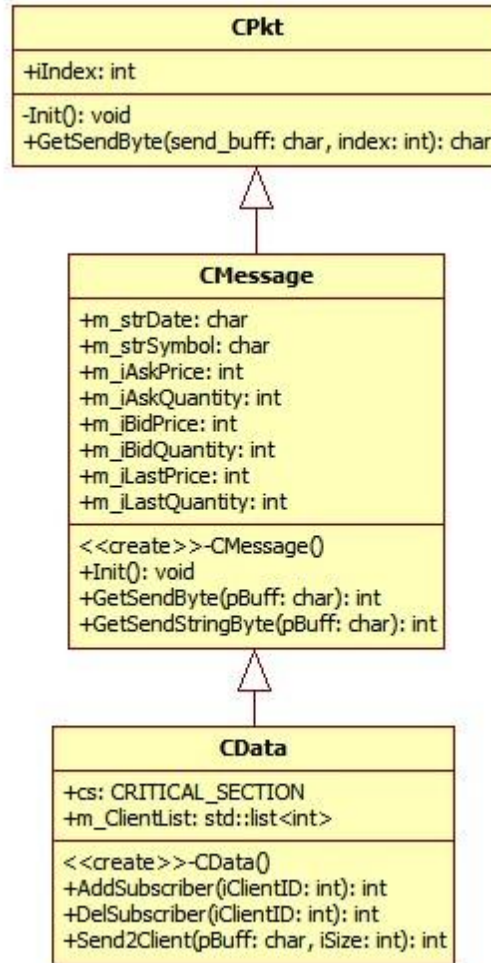 CPkt
+iIndex: int
-Init(): void
+GetSendByte(send_buff: char, index: int): char
CMessage
+m_strDate: char
+m_strSymbol: char
+m_iAskPrice: int
+m_iAskQuantity: int
+m_iBidPrice: int
+m_iBidQuantity: int
+m_iLastPrice: int
+m_iLastQuantity: int
<<create>>-CMessage()
+Init(): void
+GetSendByte(pBuff: char): int
+GetSendStringByte(pBuff: char): int
CData
+cs: CRITICAL_SECTION
+m_ClientList: std::list<int>
<<create>>-CData()
+AddSubscriber(iClientID: int): int
+DelSubscriber(iClientID: int): int
+Send2Client(pBuff: char, iSize: int): int